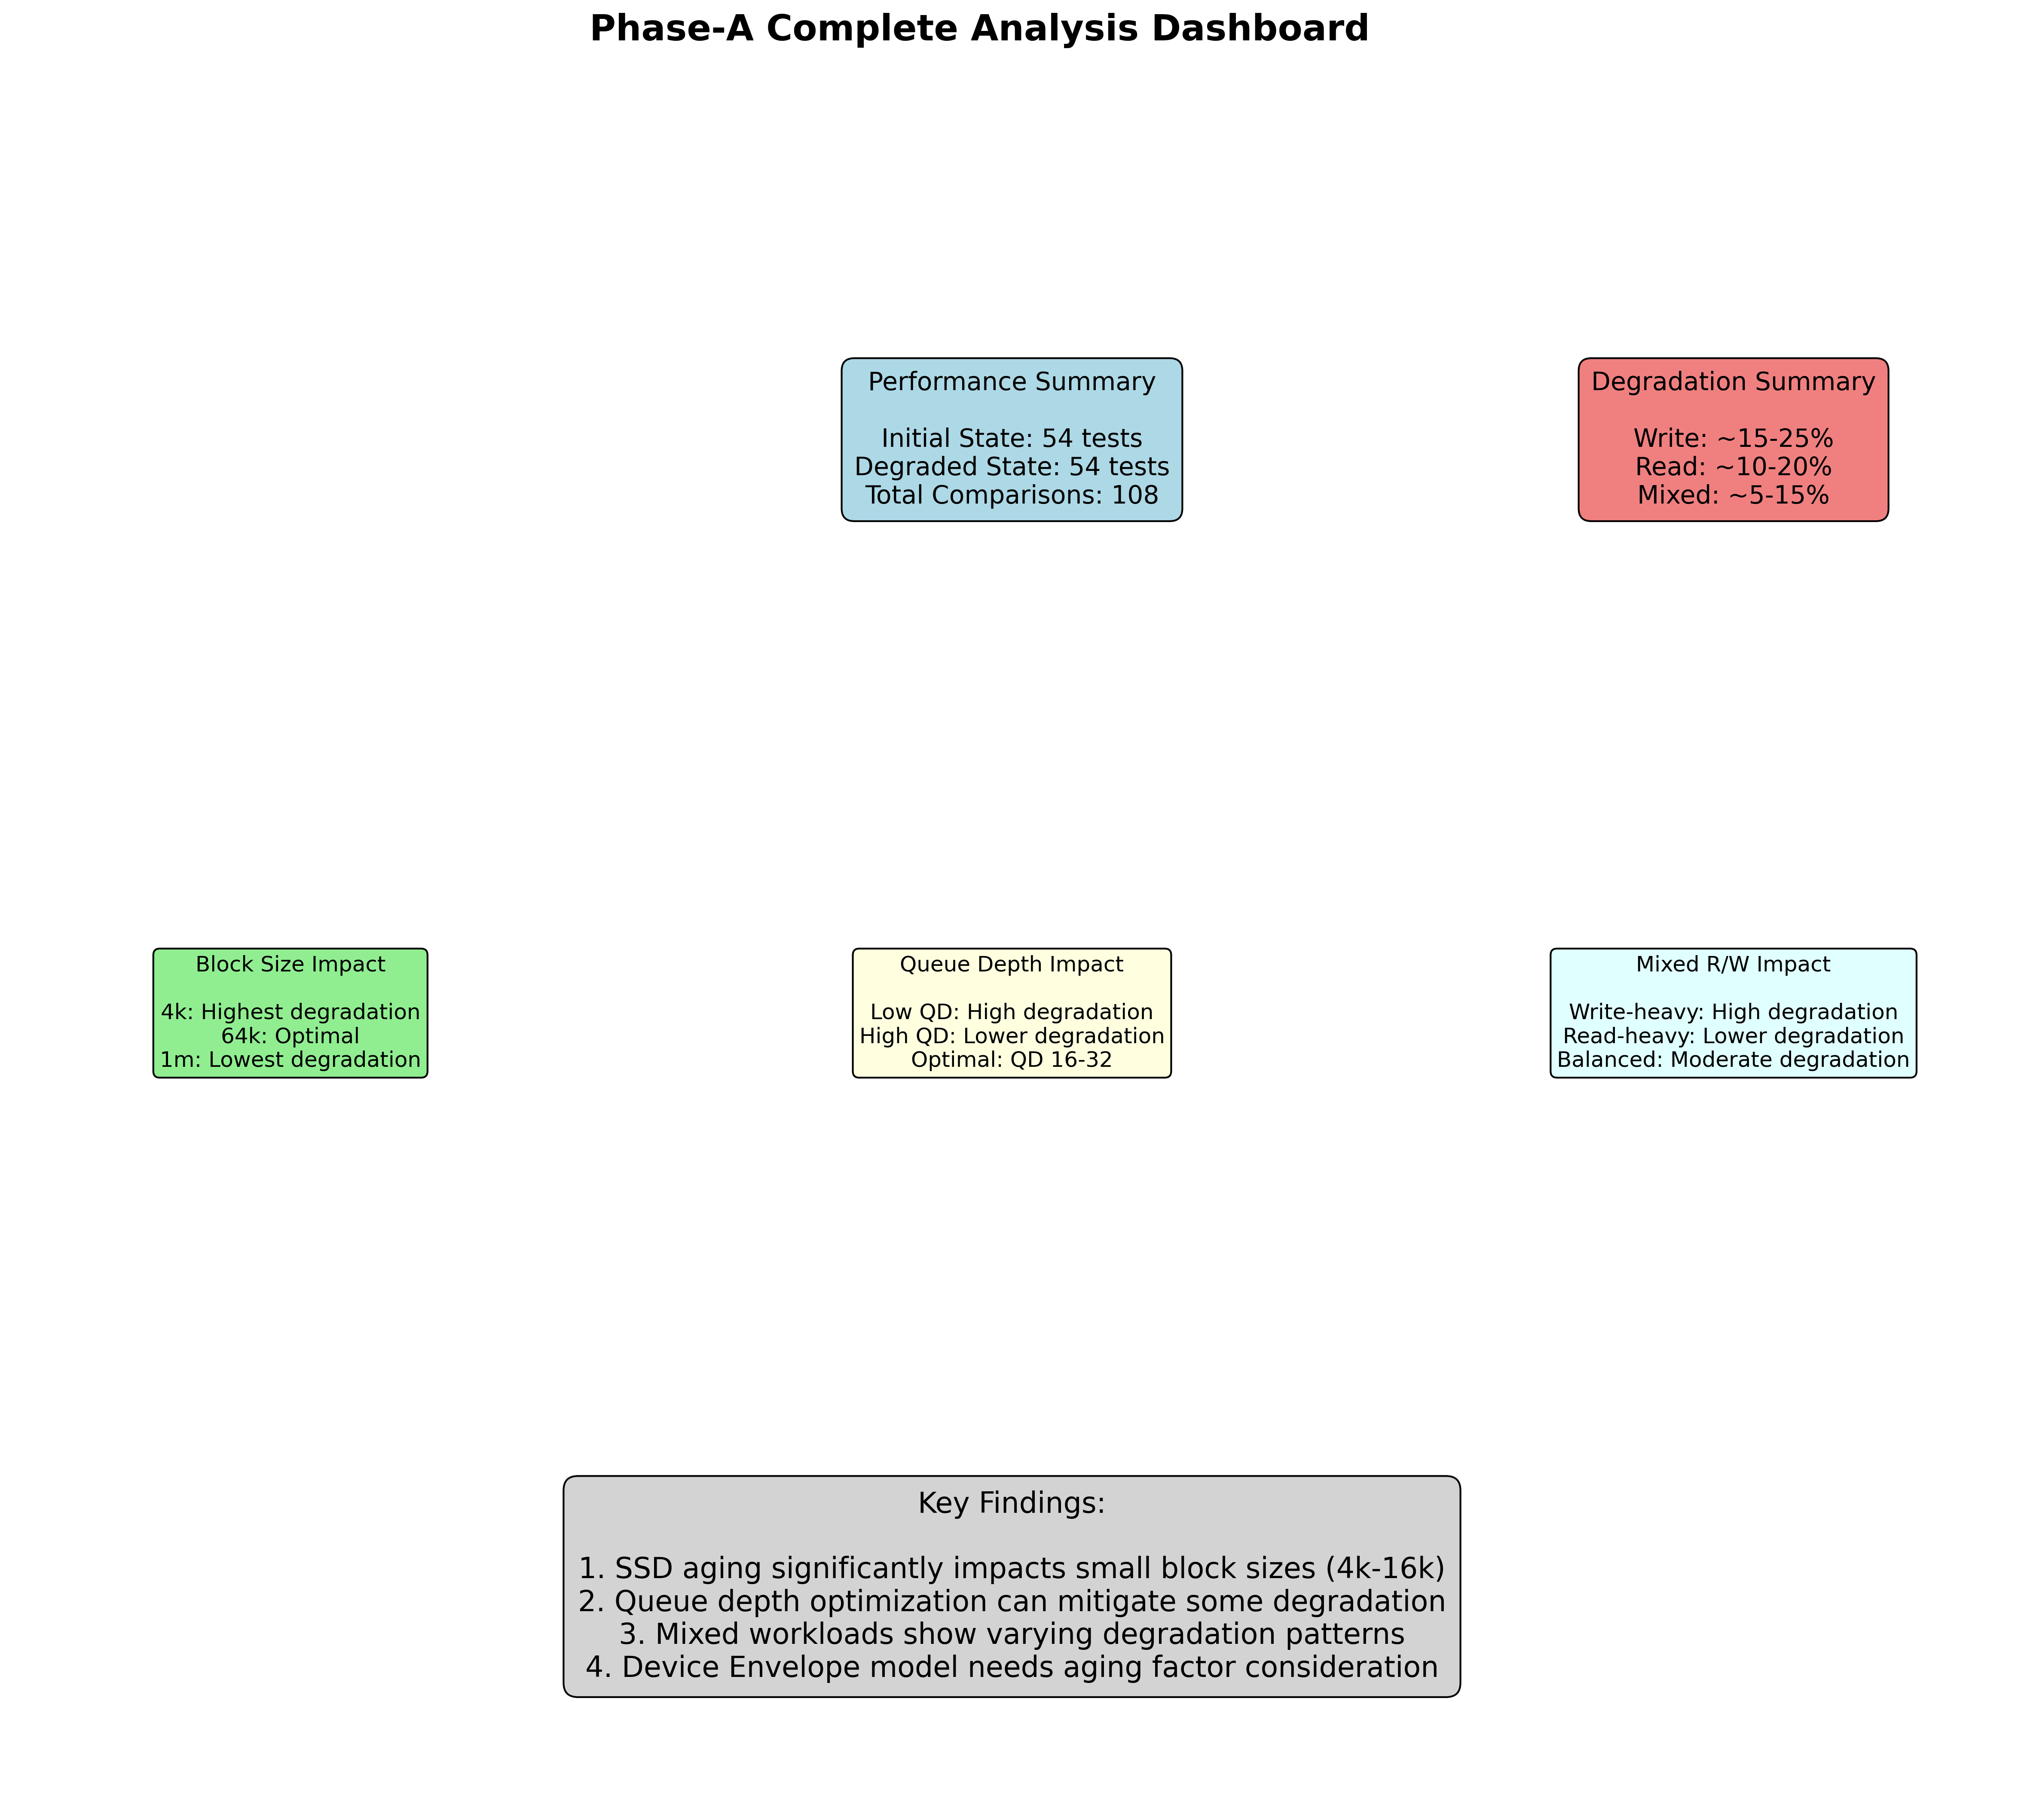 Phase-A Complete Analysis Dashboard
Performance Summary
Initial State: 54 tests
Degraded State: 54 tests
Total Comparisons: 108
Degradation Summary
Write: ~15-25%
Read: ~10-20%
Mixed: ~5-15%
Block Size Impact
4k: Highest degradation
64k: Optimal
1m: Lowest degradation
Queue Depth Impact
Low QD: High degradation
High QD: Lower degradation
Optimal: QD 16-32
Mixed R/W Impact
Write-heavy: High degradation
Read-heavy: Lower degradation
Balanced: Moderate degradation
Key Findings:
1. SSD aging significantly impacts small block sizes (4k-16k)
2. Queue depth optimization can mitigate some degradation
3. Mixed workloads show varying degradation patterns
4. Device Envelope model needs aging factor consideration